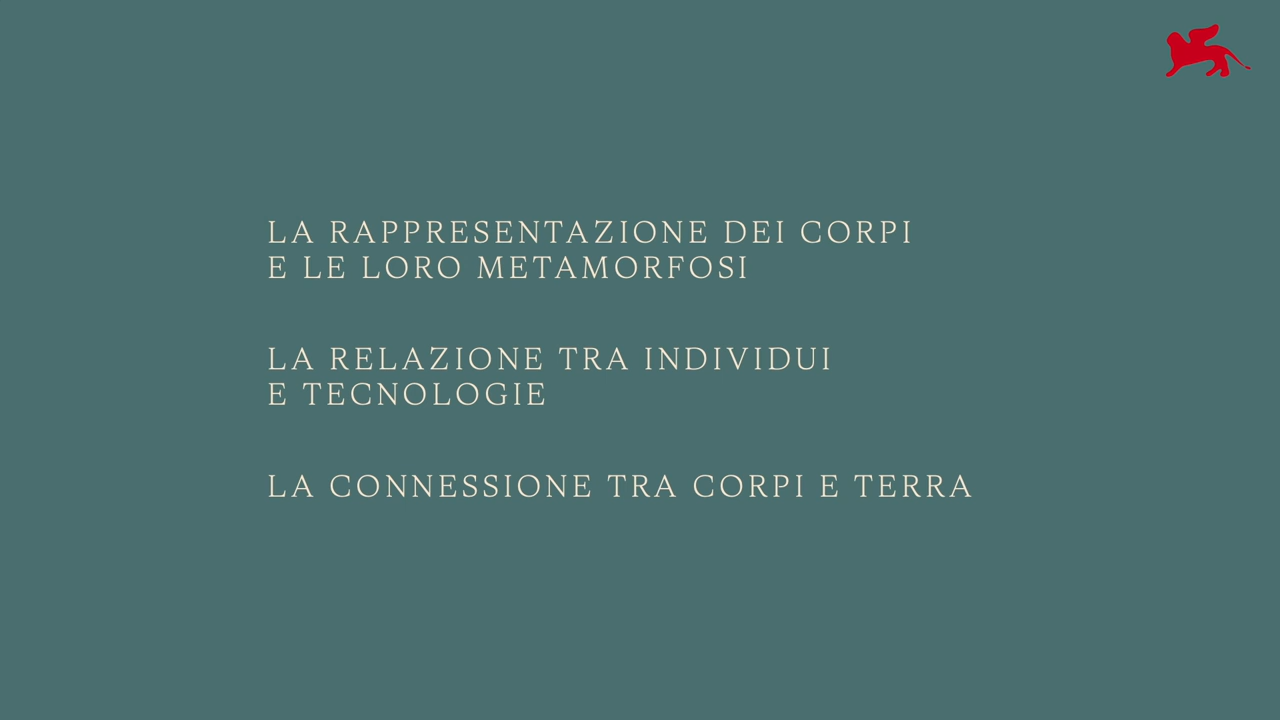 LA RAPPRESENTAZIONE DEI CORPI
E LE LORO METAMORFOSI
LA RELAZIONE TRA INDIVIDUI
E TECNOLOGIE
LA CONNESSIONE TRA CORPI E TERRA